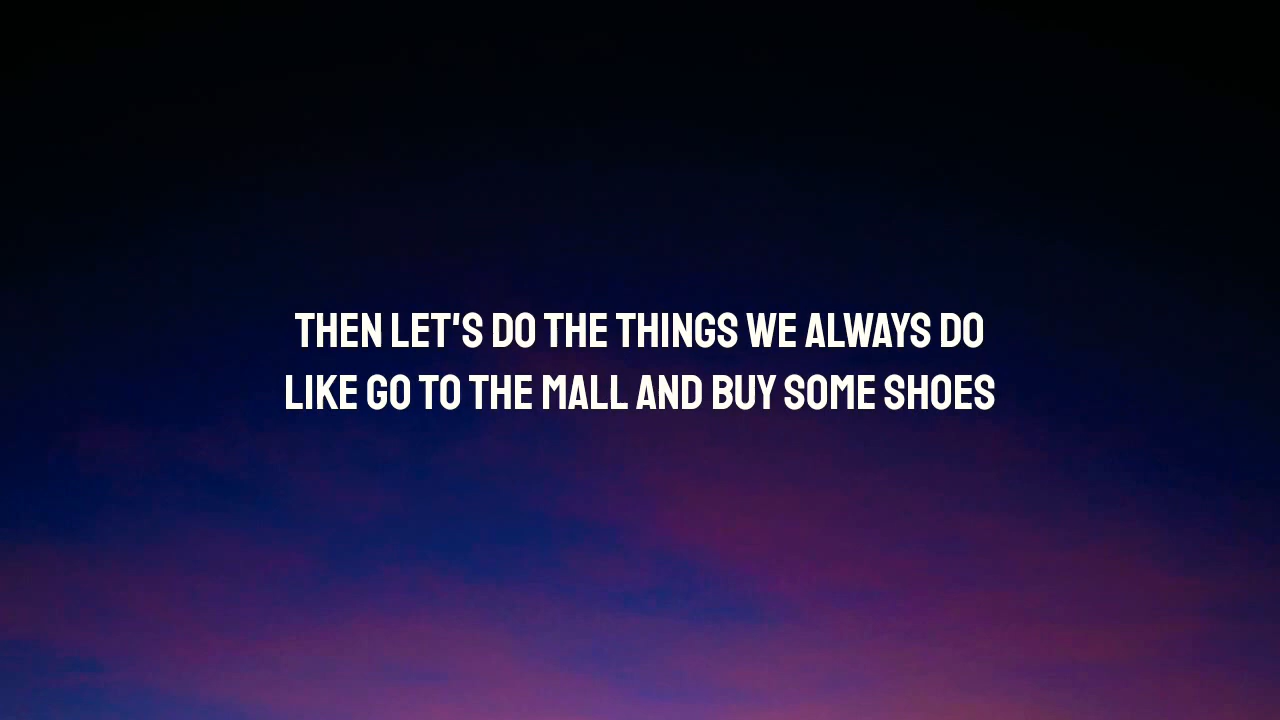 THEN LET'S DO THE THINGS WE ALWAYS DO
LIKE GO TO THE MALL AND BUY SOME SHOES